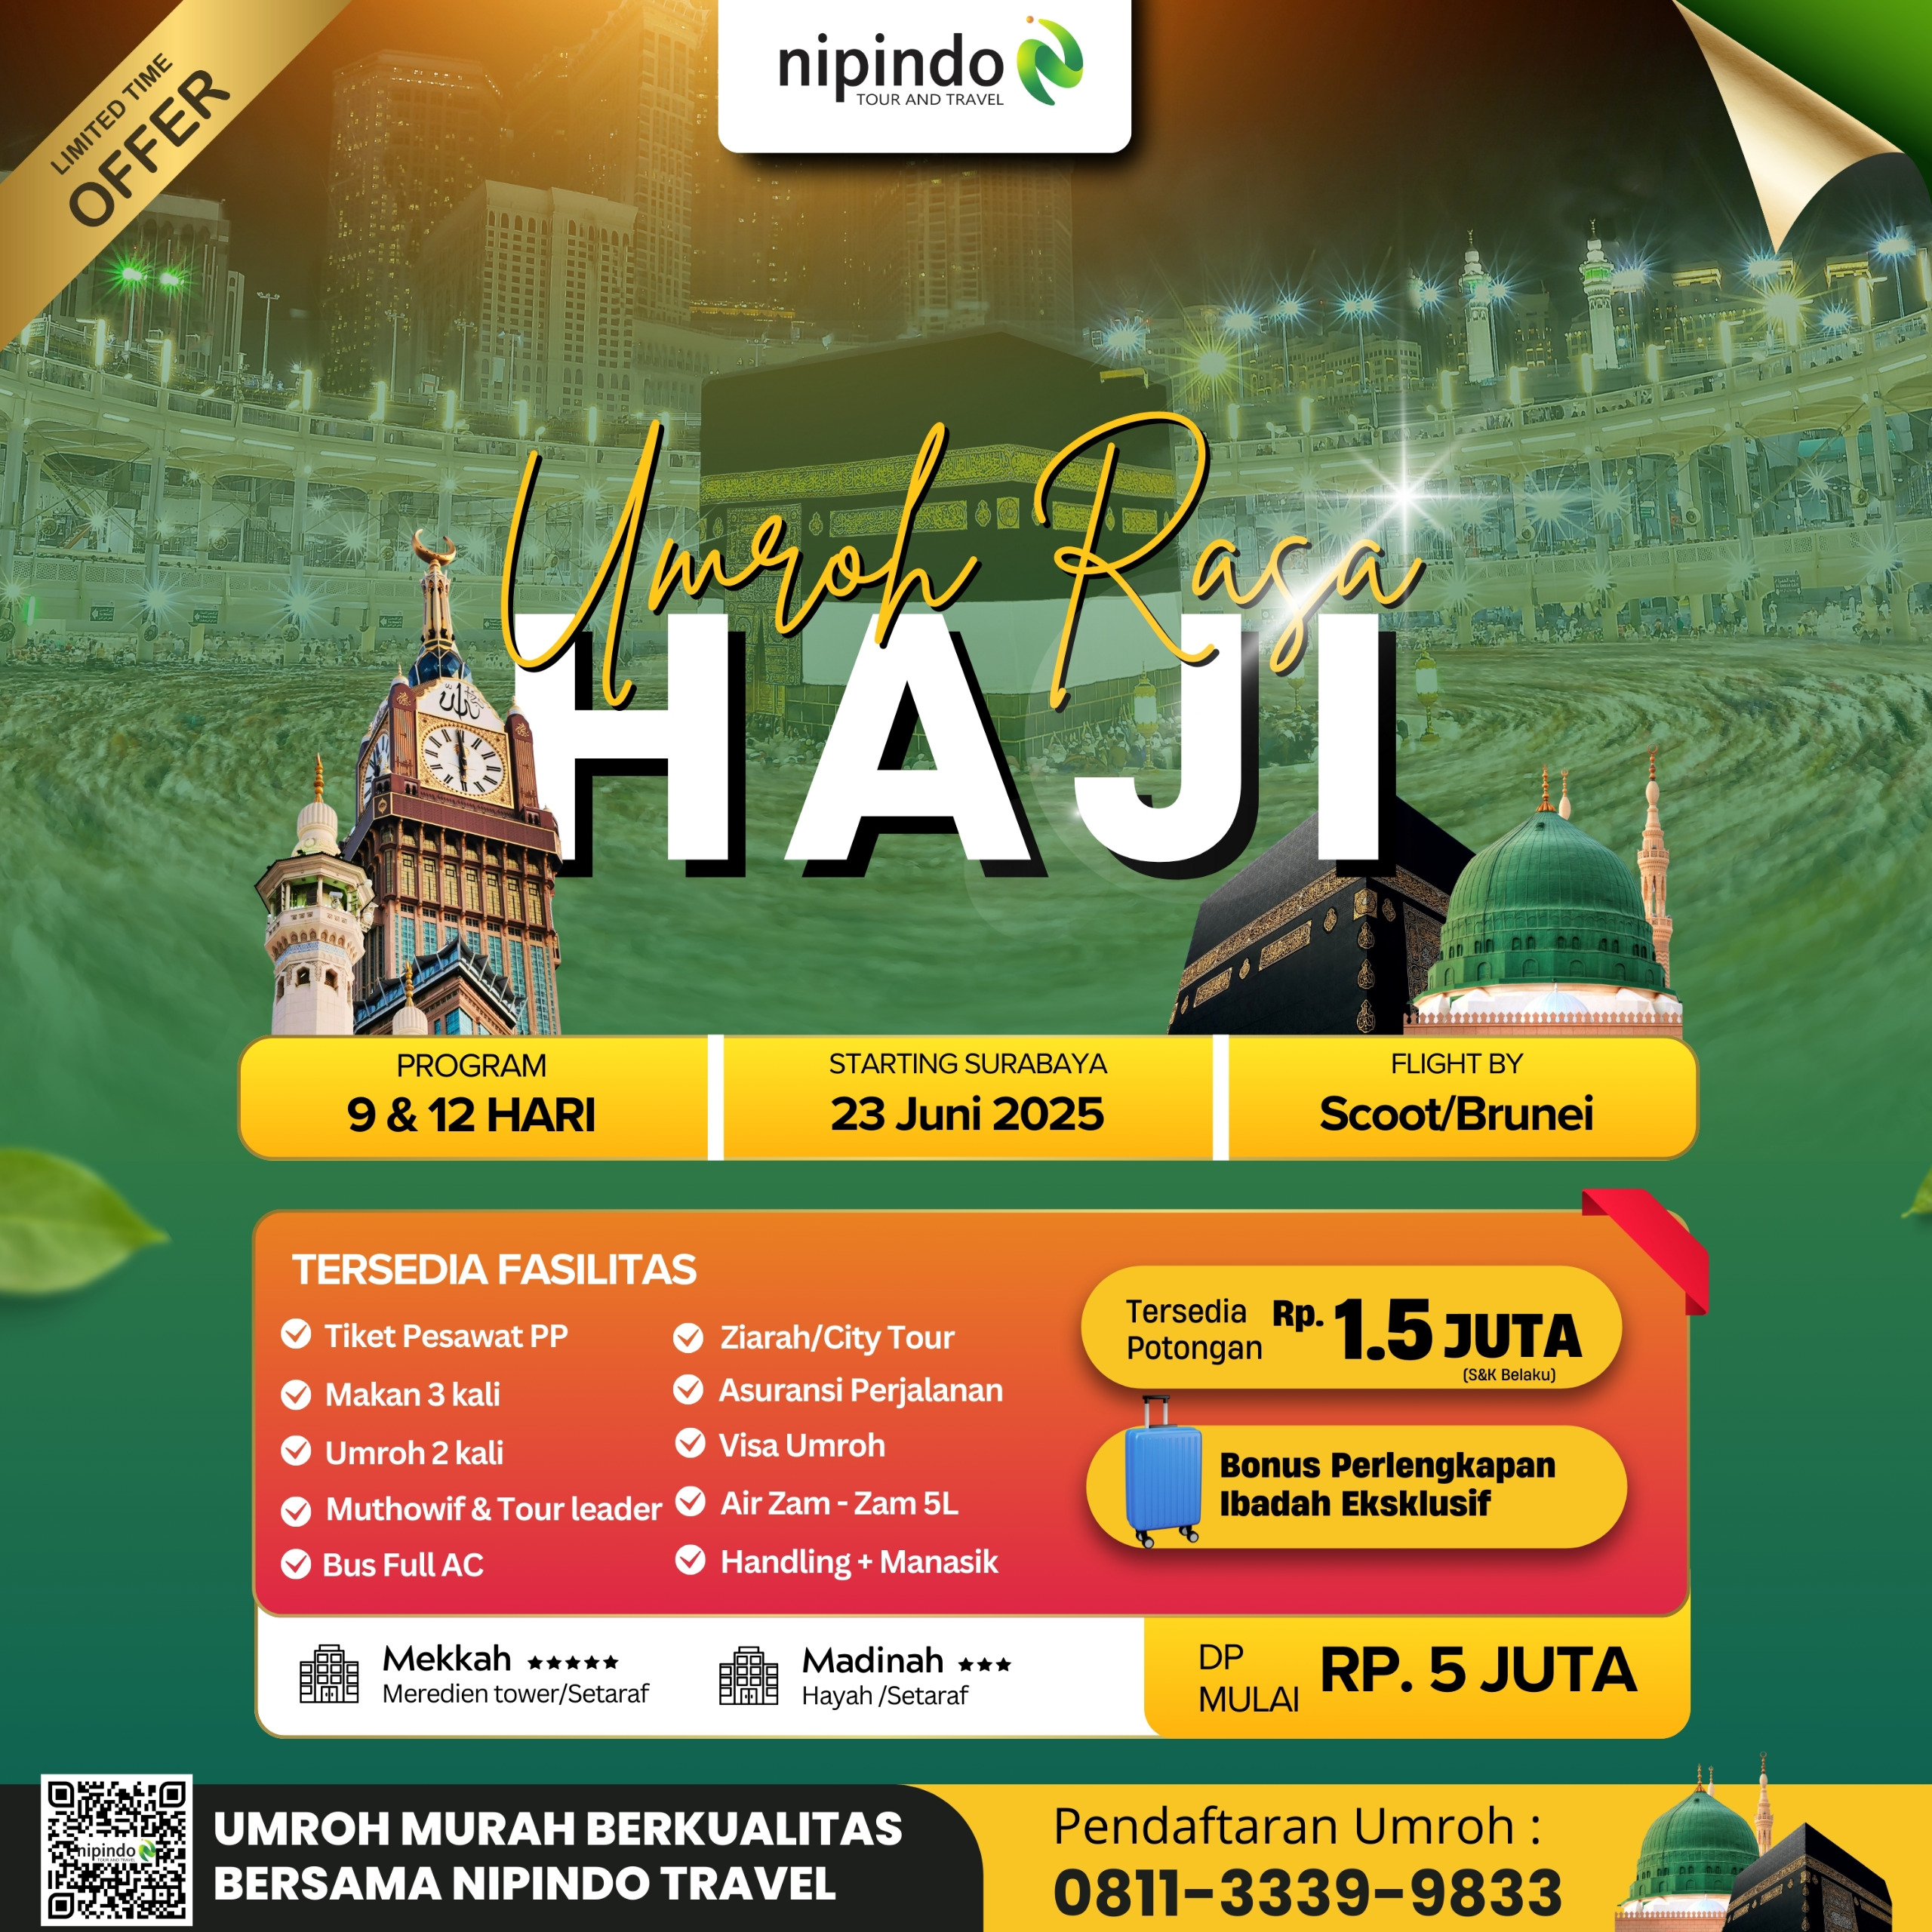 LIMITED TIME
OFFER
nipindo
TOUR AND TRAVEL
Umroh Rasa
HAJI
PROGRAM
9 & 12 HARI
STARTING SURABAYA
23 Juni 2025
FLIGHT BY
Scoot/Brunei
TERSEDIA FASILITAS
Tiket Pesawat PP
Makan 3 kali
Umroh 2 kali
Muthowif & Tour leader
Bus Full AC
Ziarah/City Tour
Asuransi Perjalanan
Visa Umroh
Air Zam - Zam 5L
Handling + Manasik
Tersedia
Potongan
Rp. 1.5 JUTA
(S&K Belaku)
Bonus Perlengkapan
Ibadah Eksklusif
Mekkah
Meredien tower/Setaraf
Madinah
Hayah /Setaraf
DP
MULAI
RP. 5 JUTA
nipindo
TOUR AND TRAVEL
UMROH MURAH BERKUALITAS
BERSAMA NIPINDO TRAVEL
Pendaftaran Umroh :
0811-3339-9833